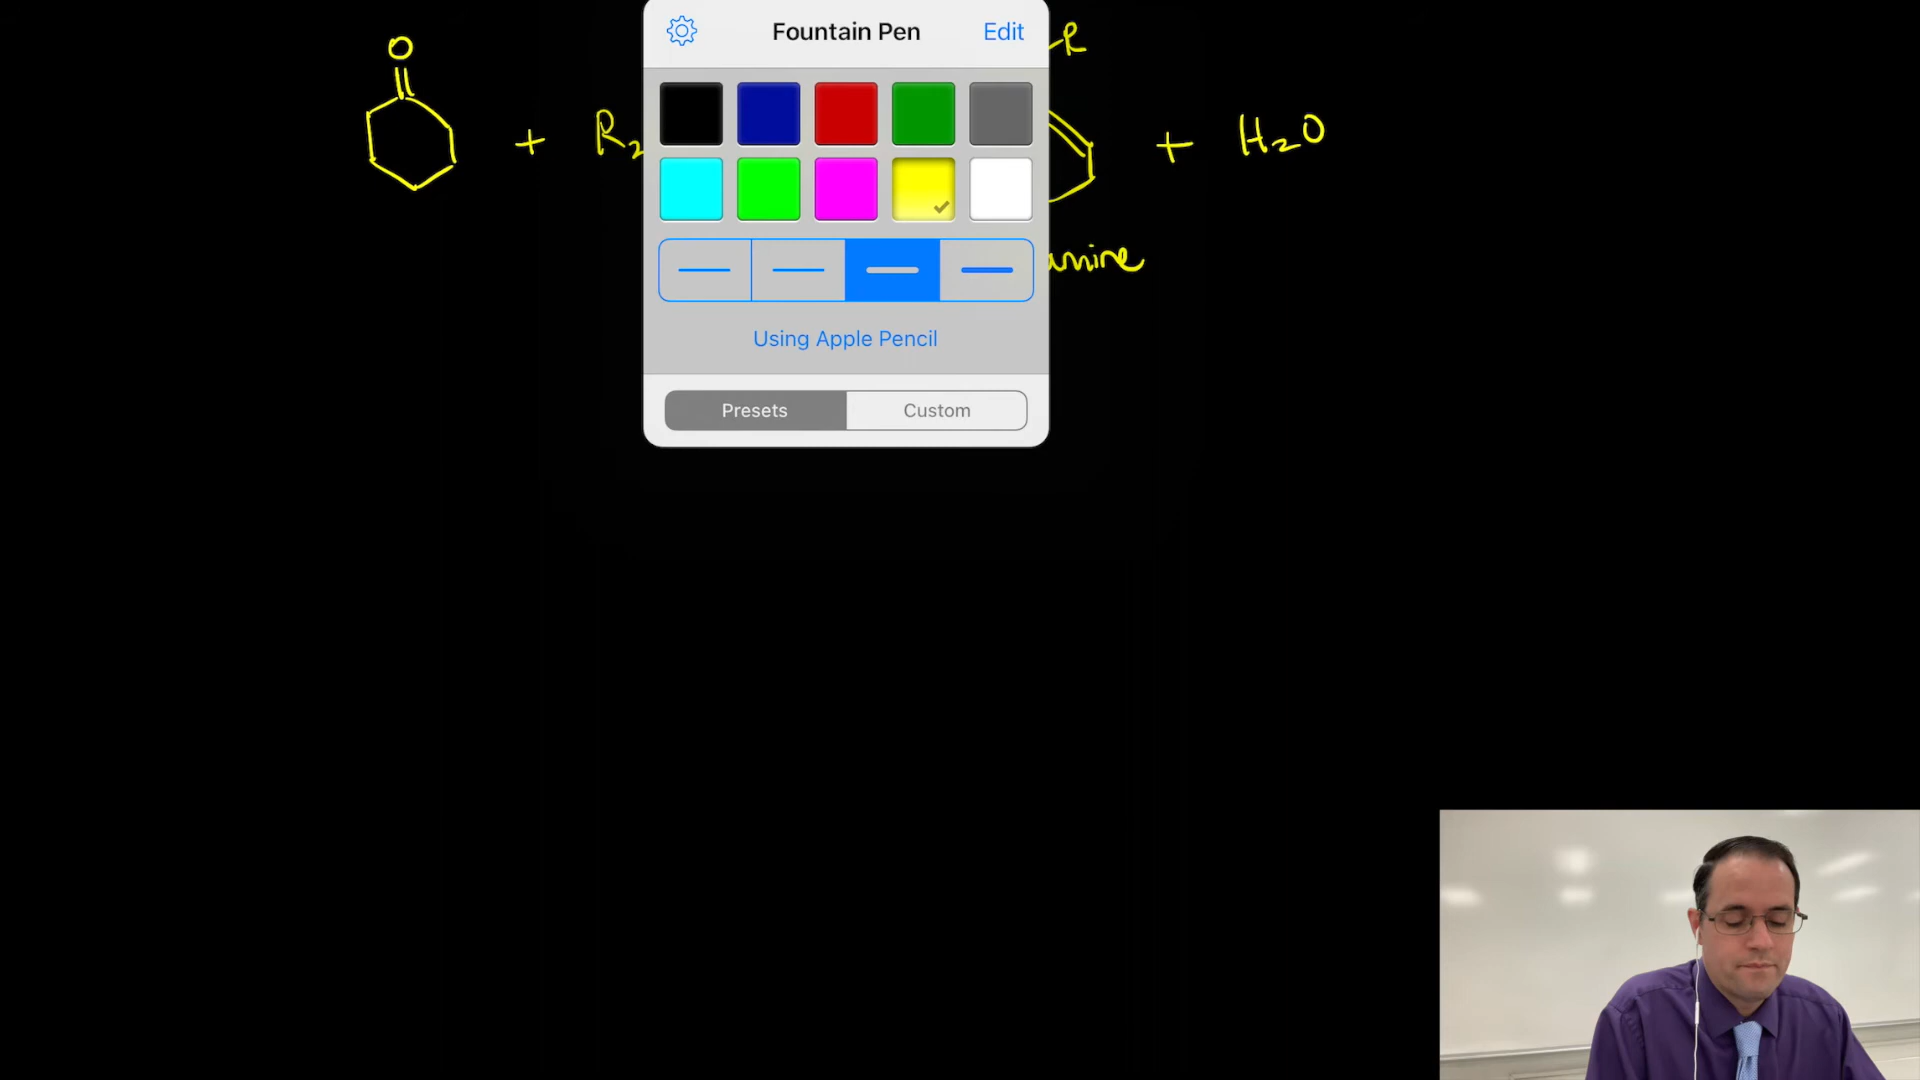 Fountain Pen Edit
O R
+ R₂ + H₂O
amine
Using Apple Pencil
Presets Custom